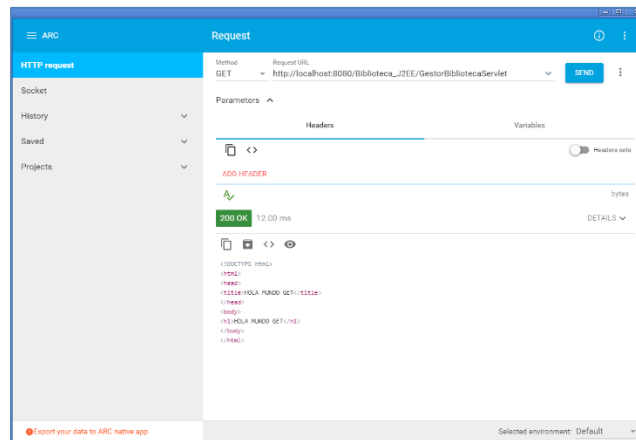 ARC
Request
HTTP request
Socket
History
Saved
Projects
Method
Request URL
GET
http://localhost:8080/Biblioteca_J2EE/GestorBibliotecaServlet
SEND
Parameters
Headers
Variables
Headers sets
ADD HEADER
bytes
200 OK 12.00 ms
DETAILS
<!DOCTYPE html>
<html>
<head>
<title>HOLA MUNDO GET</title>
</head>
<body>
<h1>HOLA MUNDO GET</h1>
</body>
</html>
Export your data to ARC native app
Selected environment: Default